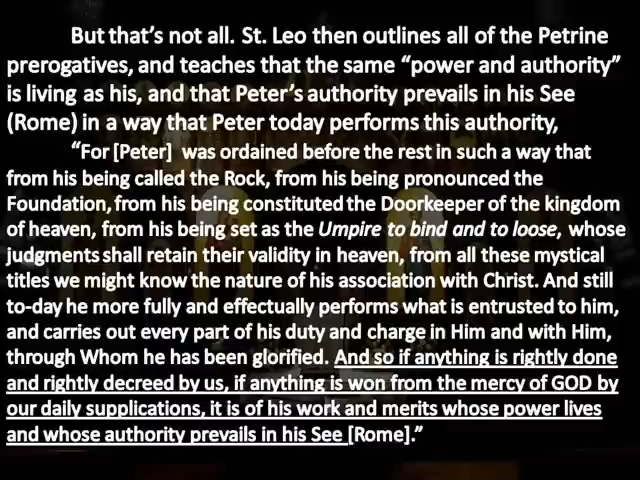 But that's not all. St. Leo then outlines all of the Petrine
prerogatives, and teaches that the same “power and authority”
is living as his, and that Peter's authority prevails in his See
(Rome) in a way that Peter today performs this authority,
“For [Peter] was ordained before the rest in such a way that
from his being called the Rock, from his being pronounced the
Foundation, from his being constituted the Doorkeeper of the kingdom
of heaven, from his being set as the Umpire to bind and to loose, whose
judgments shall retain their validity in heaven, from all these mystical
titles we might know the nature of his association with Christ. And still
to-day he more fully and effectually performs what is entrusted to him,
and carries out every part of his duty and charge in Him and with Him,
through Whom he has been glorified. And so if anything is rightly done
and rightly decreed by us, if anything is won from the mercy of GOD by
our daily supplications, it is of his work and merits whose power lives
and whose authority prevails in his See [Rome].”